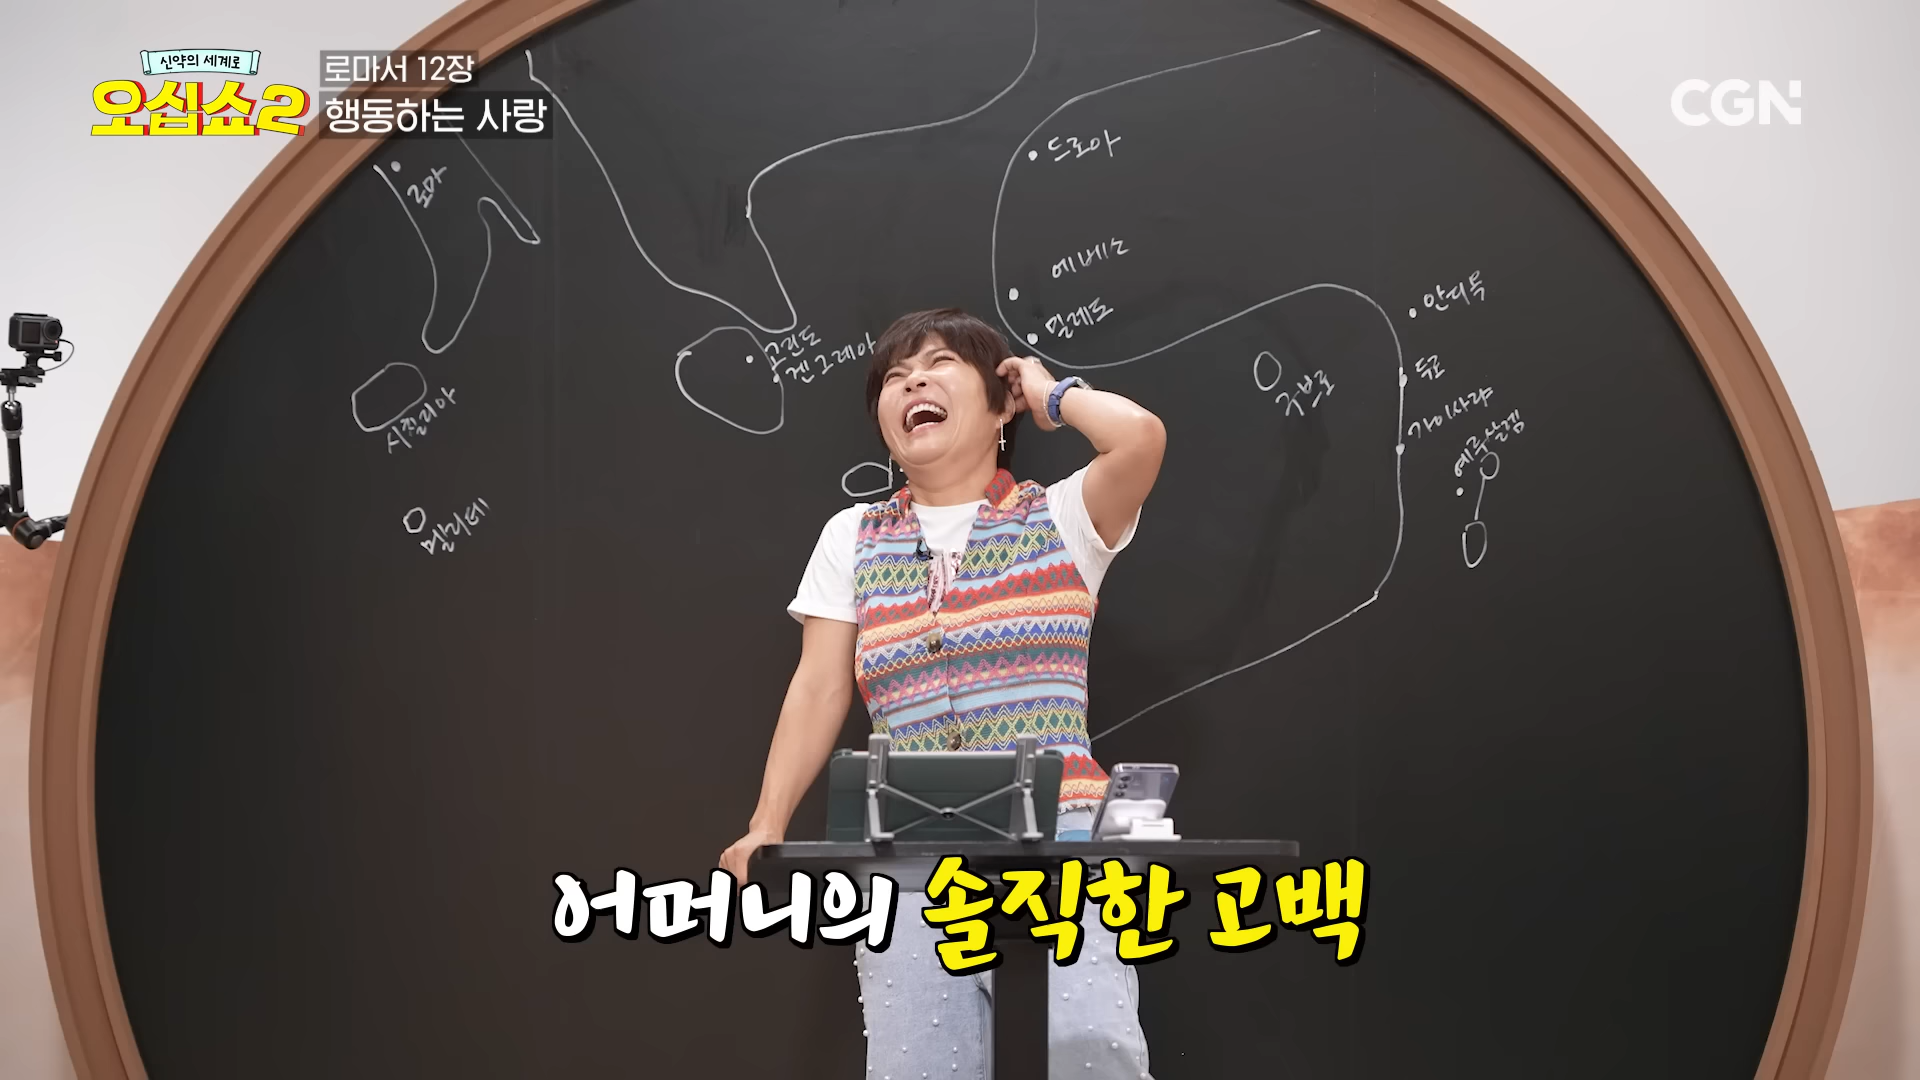 신약의 세계로
오십쇼2
로마서 12장
행동하는 사랑
CGN
드로아
로마
에베소
안디옥
밀레도
고린도
겐그레아
두로
구브로
가이사랴
시칠리아
예루살렘
멜리데
어머니의 솔직한 고백